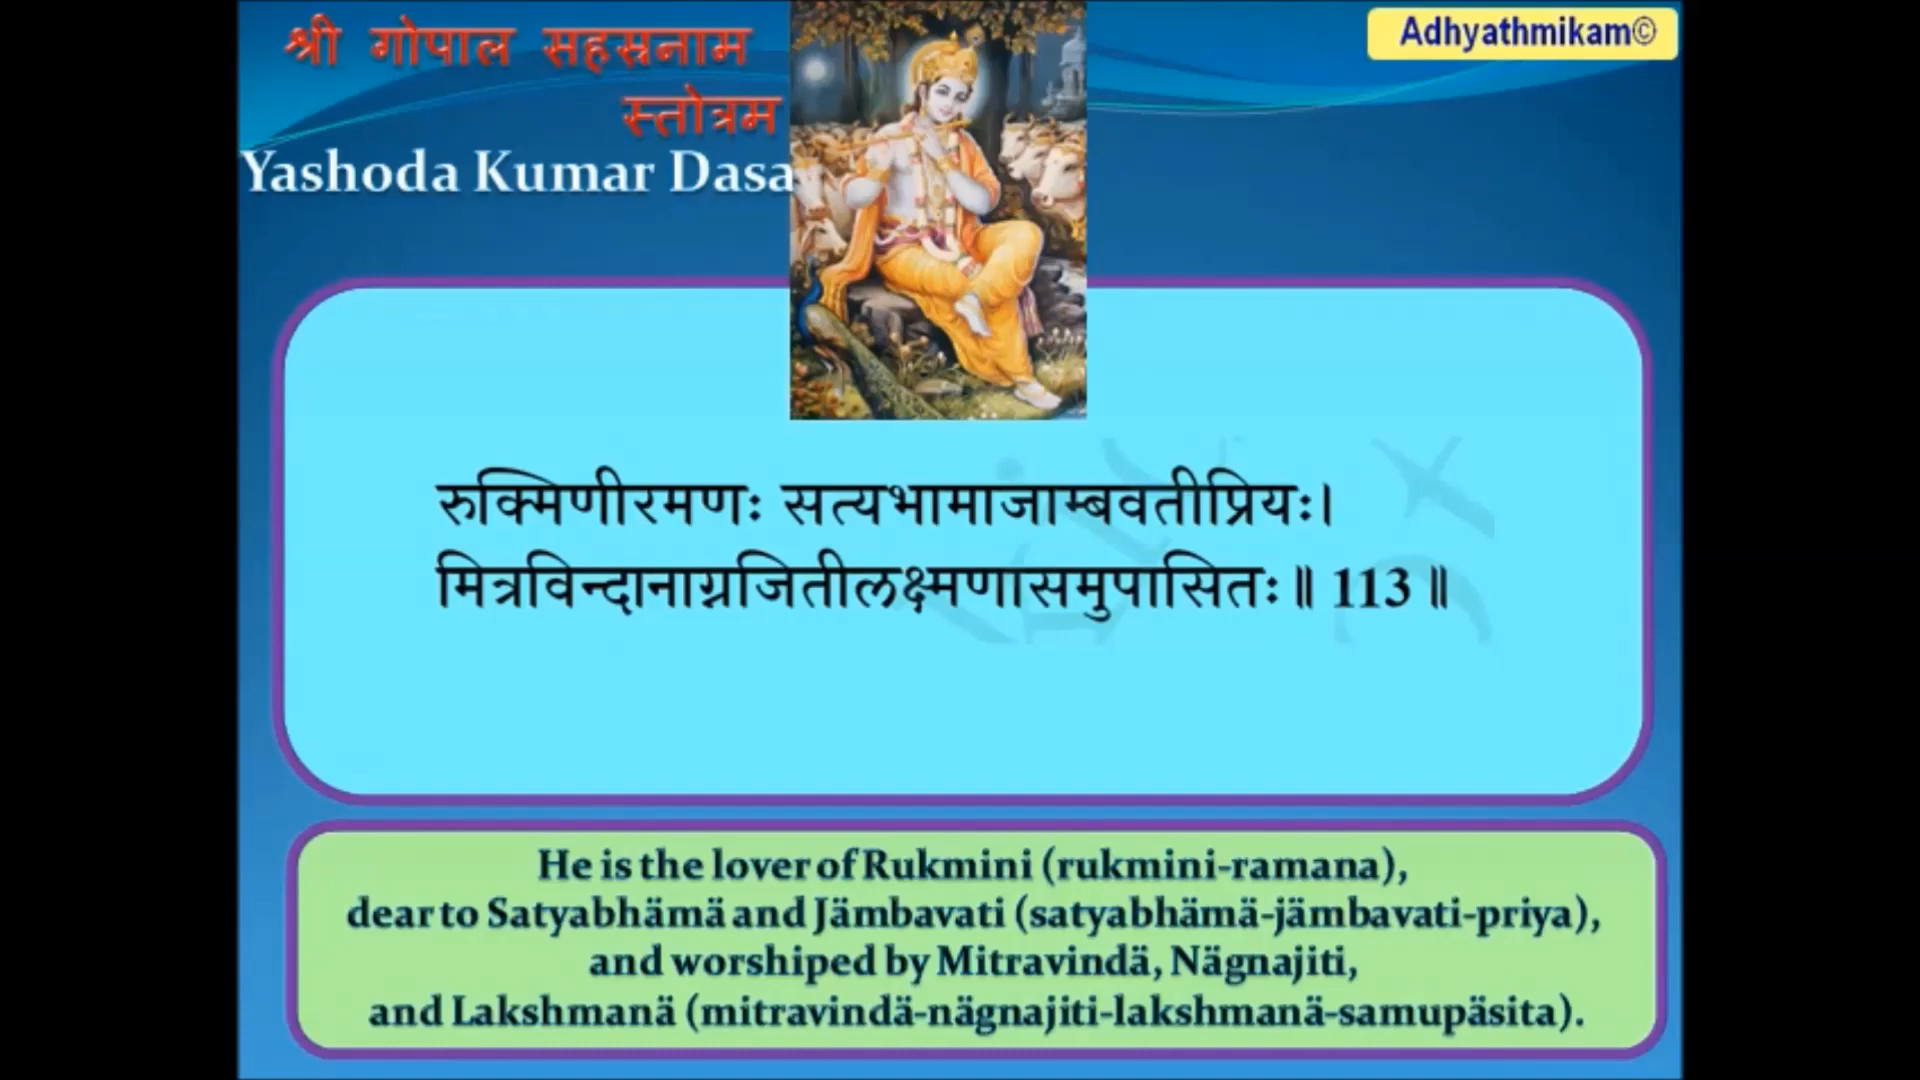 श्री गोपाल सहस्रनाम
स्तोत्रम
Yashoda Kumar Dasa
Adhyathmikam©
रुक्मिणीरमणः सत्यभामाजाम्बवतीप्रियः।
मित्रविन्दानाग्नजितीलक्ष्मणासमुपासितः॥ 113॥
He is the lover of Rukmini (rukmini-ramana),
dear to Satyabhämä and Jämbavati (satyabhämä-jämbavati-priya),
and worshiped by Mitravindä, Nägnajiti,
and Lakshmanä (mitravindä-nägnajiti-lakshmanä-samupäsita).